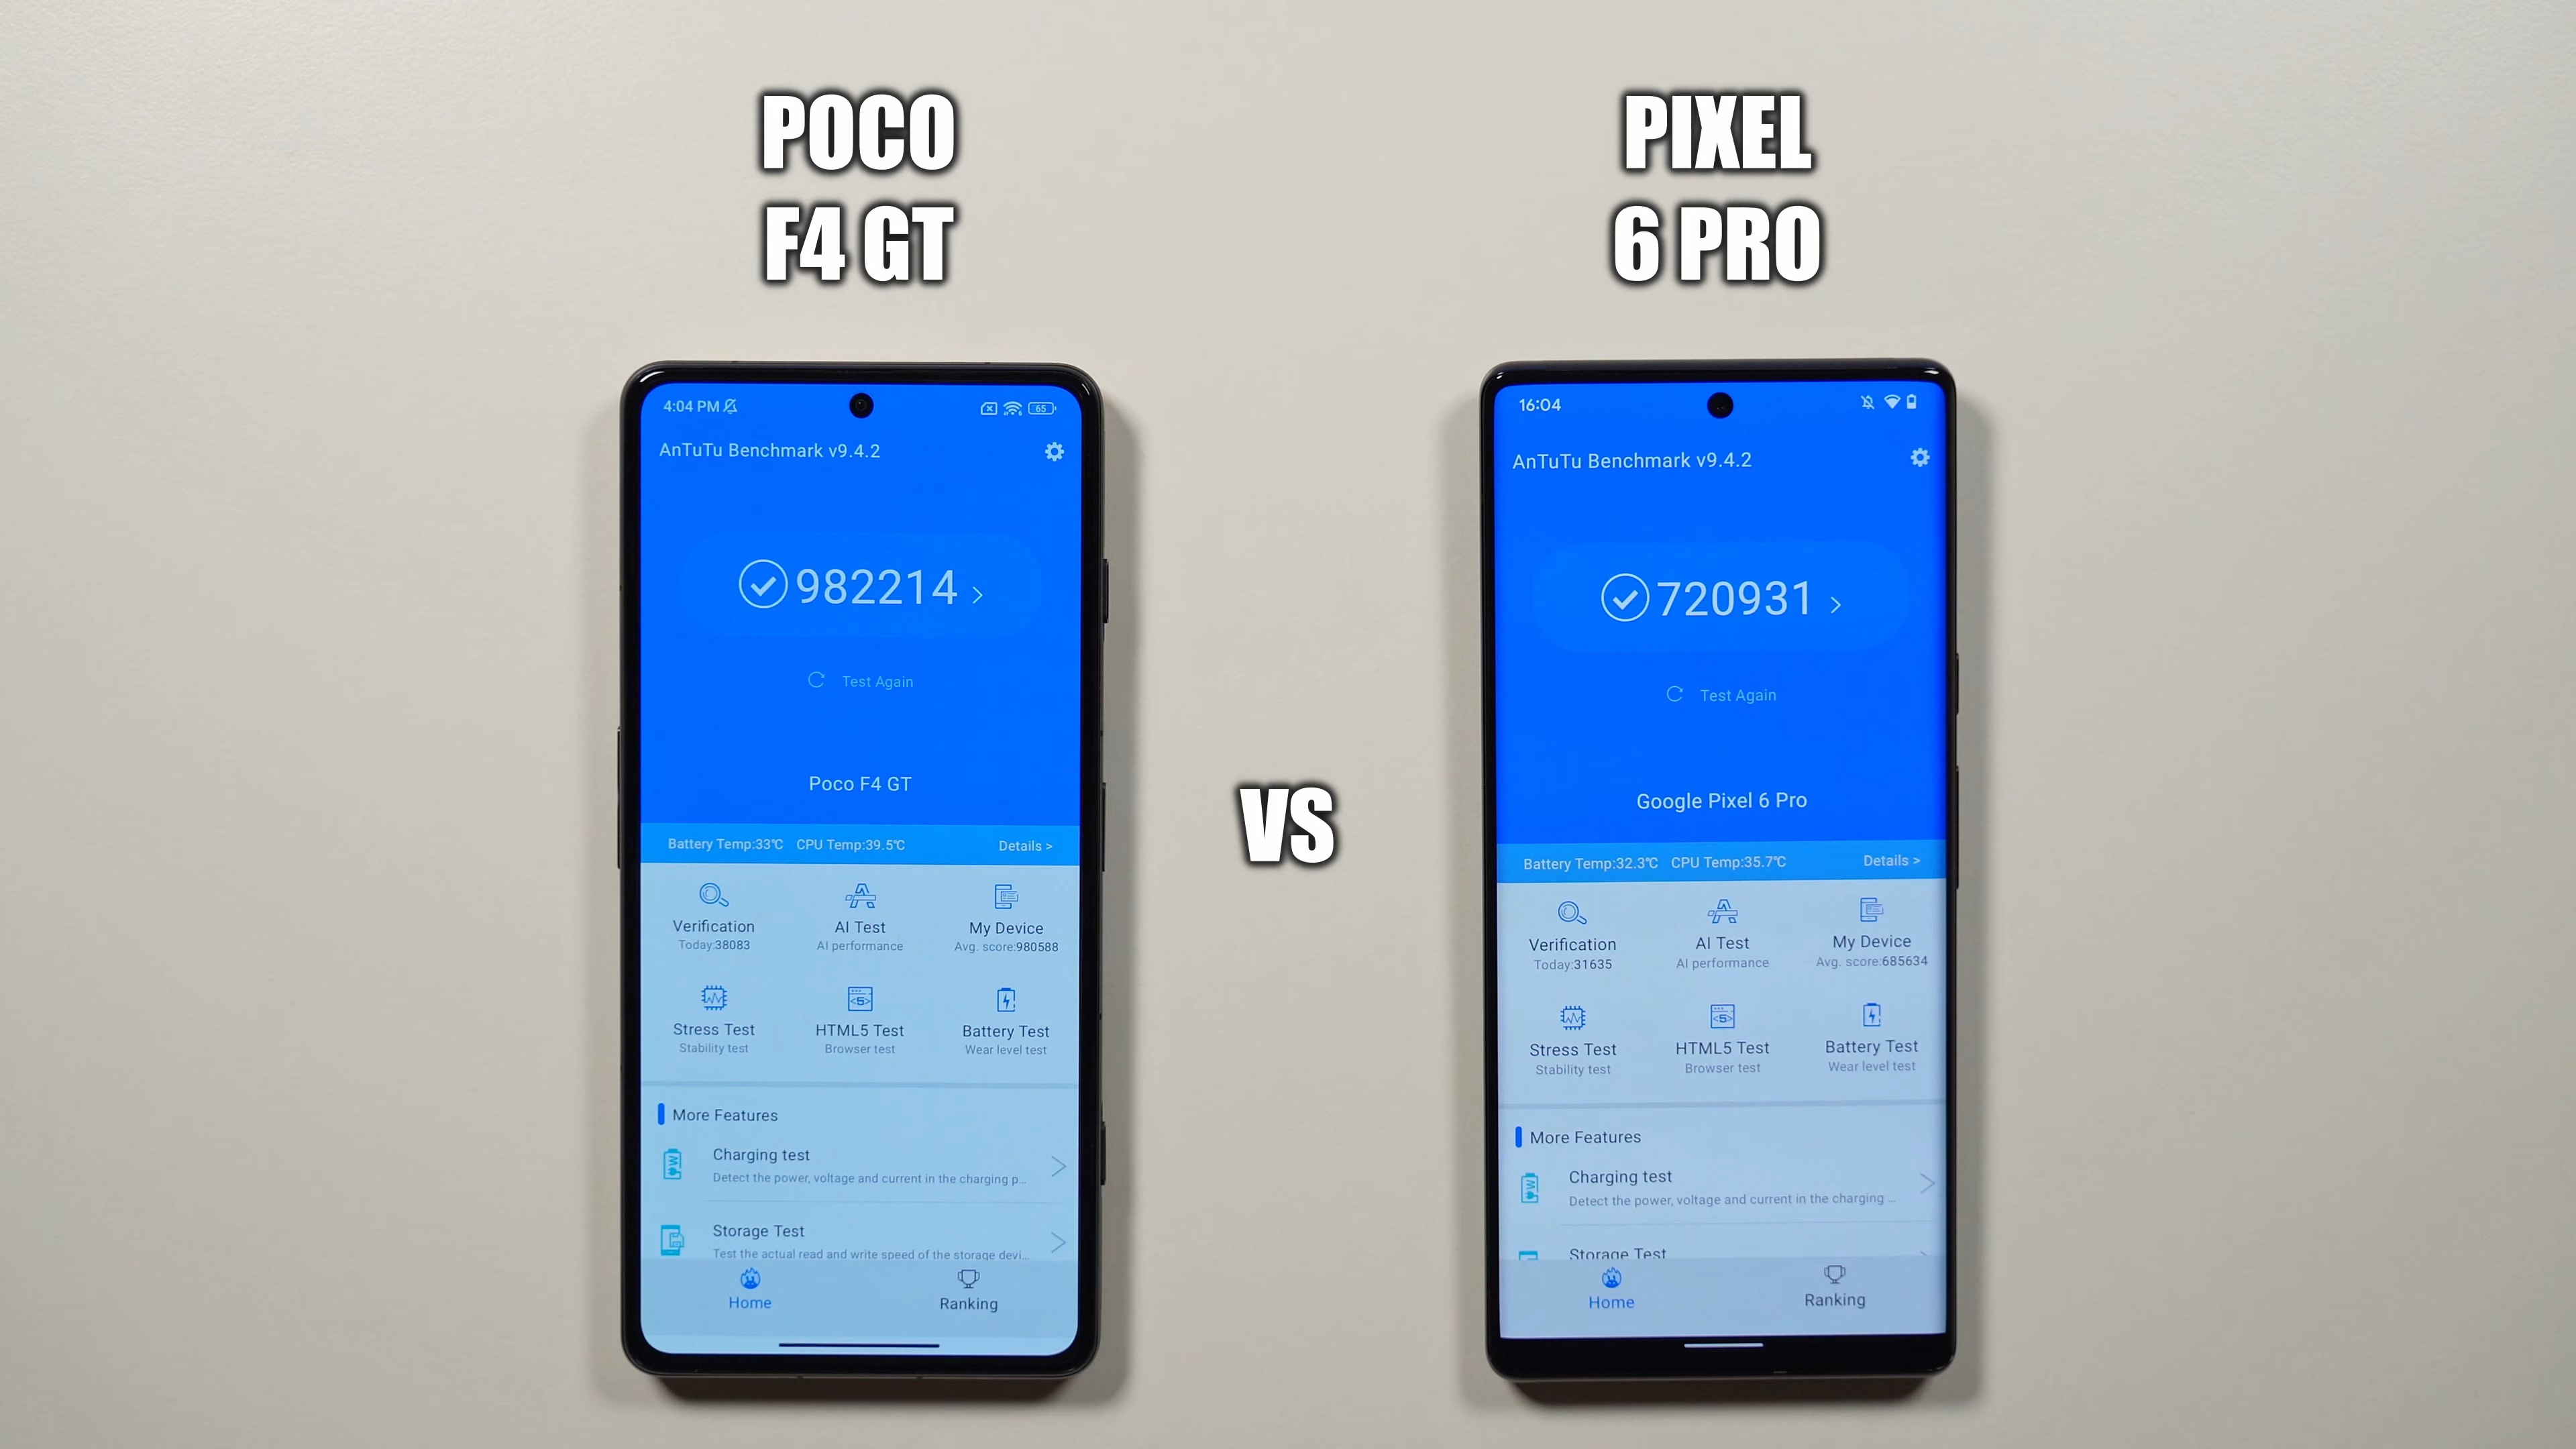 POCO
F4 GT
PIXEL
6 PRO
VS
4:04 PM
65
AnTuTu Benchmark v9.4.2
982214
Test Again
Poco F4 GT
Battery Temp:33℃ CPU Temp:39.5℃ Details >
Verification
Today:38083
AI Test
AI performance
My Device
Avg. score:980588
Stress Test
Stability test
HTML5 Test
Browser test
Battery Test
Wear level test
More Features
Charging test
Detect the power, voltage and current in the charging p...
Storage Test
Test the actual read and write speed of the storage devi...
Home
Ranking
16:04
AnTuTu Benchmark v9.4.2
720931
Test Again
Google Pixel 6 Pro
Battery Temp:32.3℃ CPU Temp:35.7℃ Details >
Verification
Today:31635
AI Test
AI performance
My Device
Avg. score:685634
Stress Test
Stability test
HTML5 Test
Browser test
Battery Test
Wear level test
More Features
Charging test
Detect the power, voltage and current in the charging ...
Storage Test
Home
Ranking